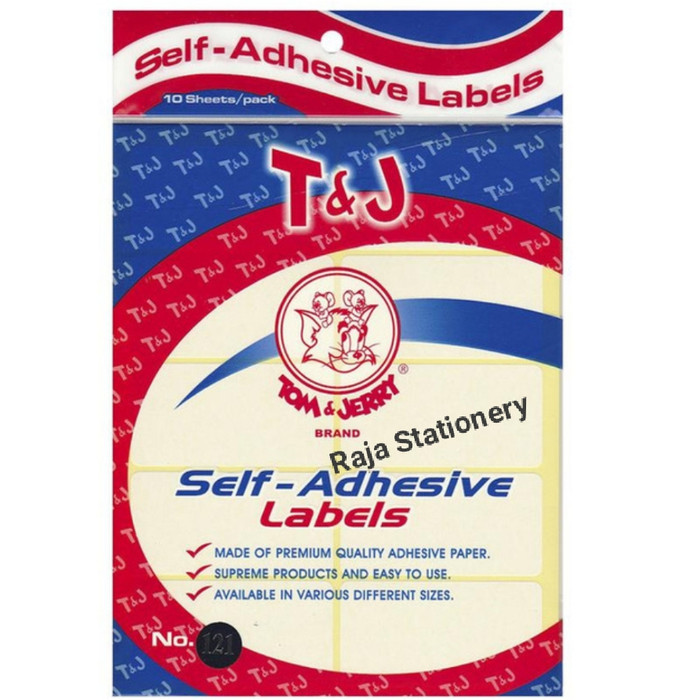 Self-Adhesive Labels
10 Sheets/pack
T&J
TOM & JERRY ®
BRAND
Raja Stationery
Self-Adhesive
Labels
MADE OF PREMIUM QUALITY ADHESIVE PAPER.
SUPREME PRODUCTS AND EASY TO USE.
AVAILABLE IN VARIOUS DIFFERENT SIZES.
No. 121